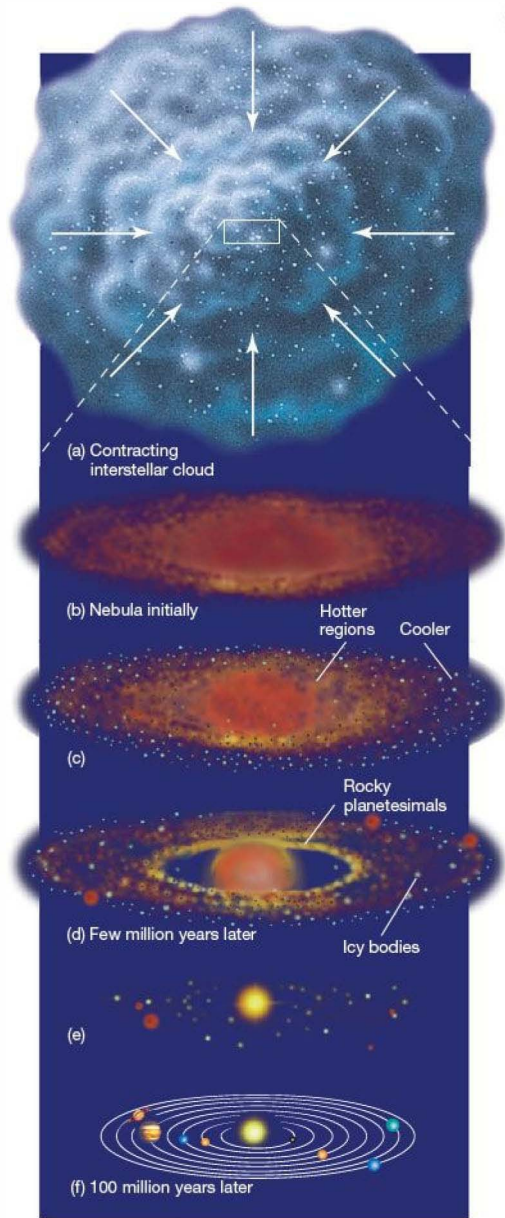 (a) Contracting
interstellar cloud
(b) Nebula initially
Hotter
regions
Cooler
(c)
Rocky
planetesimals
(d) Few million years later
Icy bodies
(e)
(f) 100 million years later